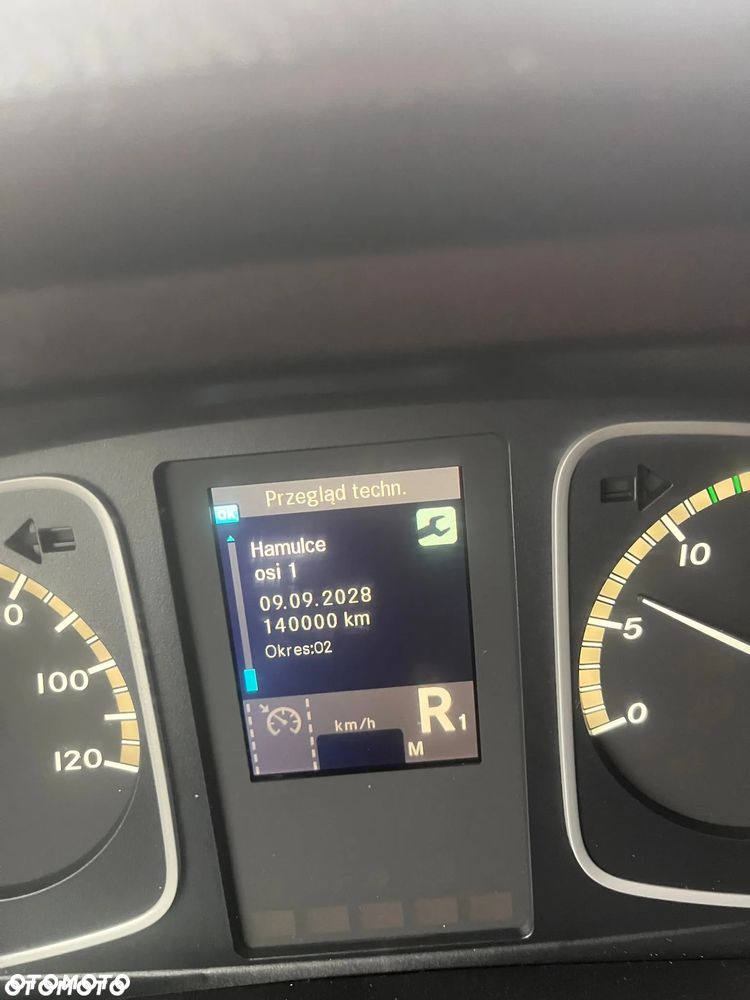 Przegląd techn.
OK
Hamulce
osi 1
09.09.2028
140000 km
Okres:02
km/h
R1
M
0
100
120
10
5
0
OTOMOTO